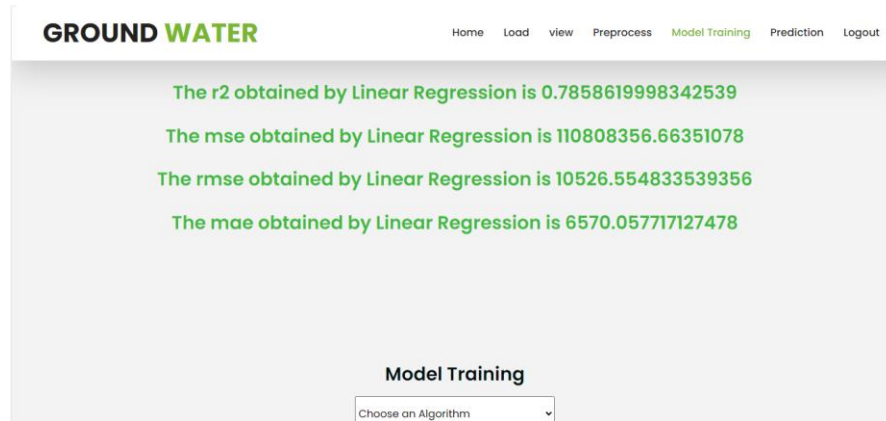 GROUND WATER
Home Load view Preprocess Model Training Prediction Logout
The r2 obtained by Linear Regression is 0.7858619998342539
The mse obtained by Linear Regression is 110808356.66351078
The rmse obtained by Linear Regression is 10526.554833539356
The mae obtained by Linear Regression is 6570.057717127478
Model Training
Choose an Algorithm